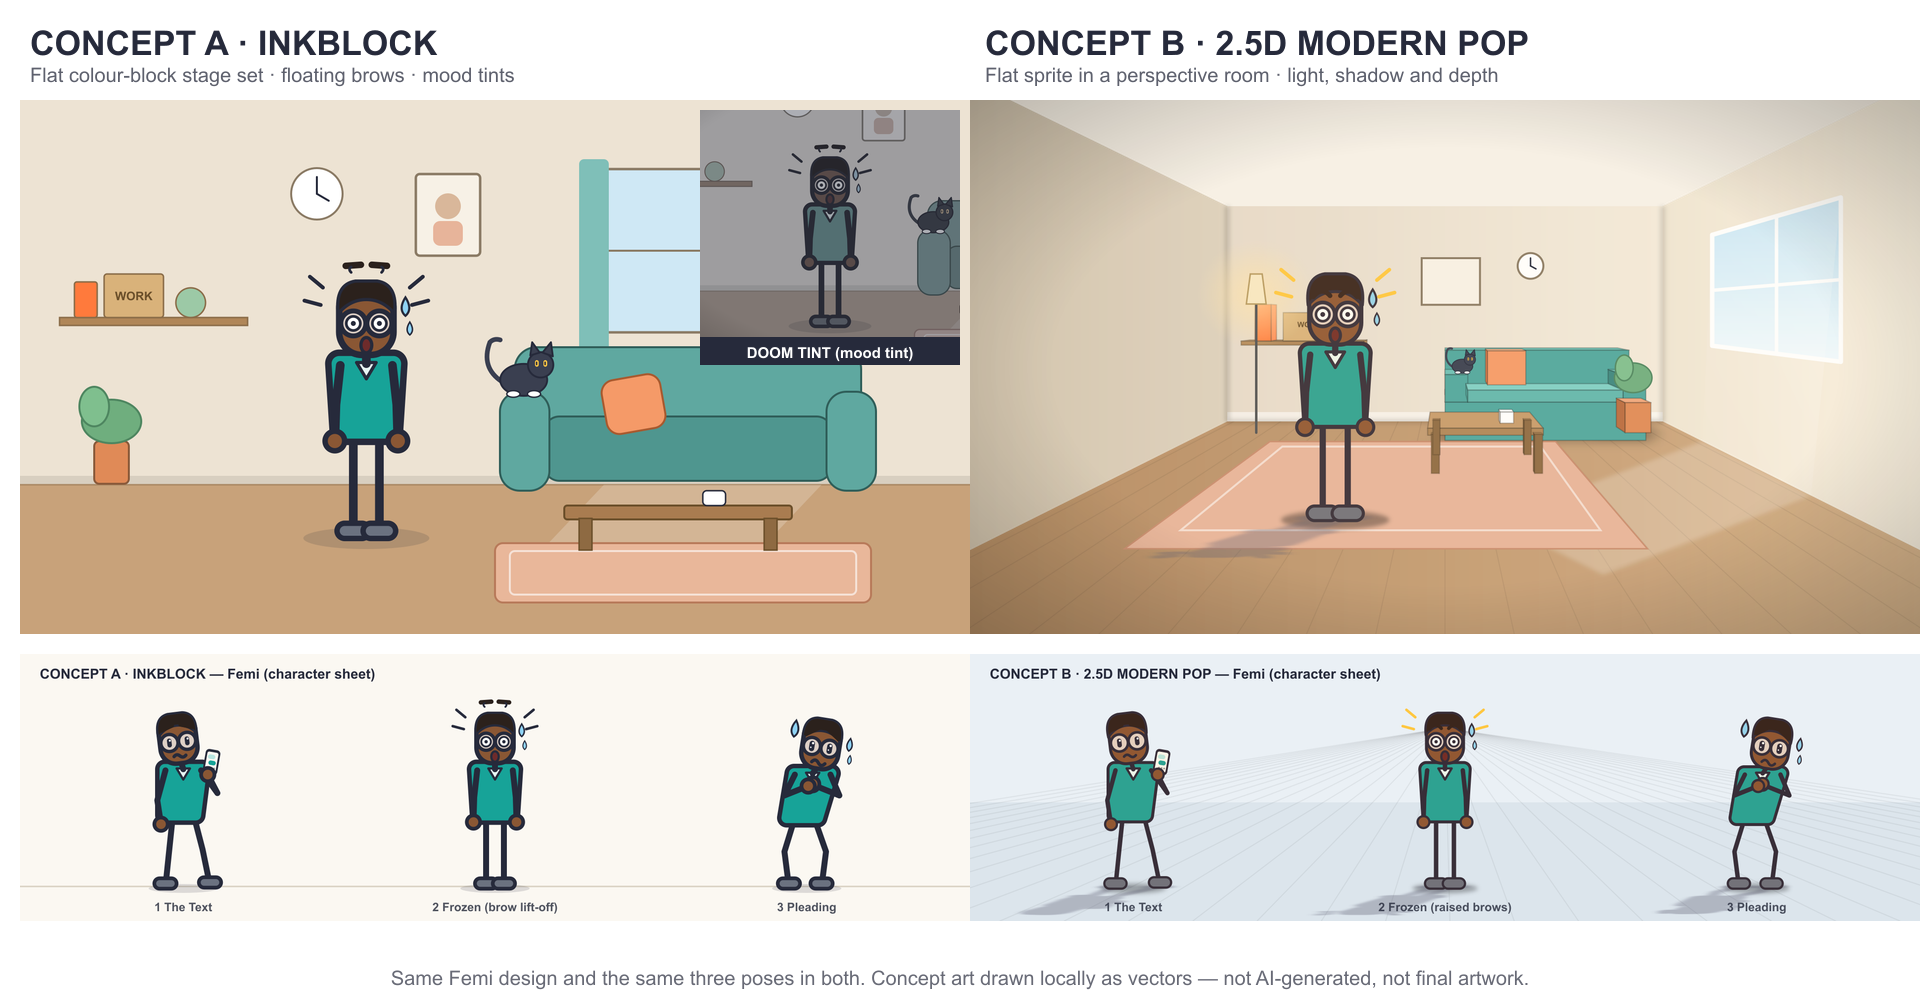 CONCEPT A · INKBLOCK
Flat colour-block stage set · floating brows · mood tints
CONCEPT B · 2.5D MODERN POP
Flat sprite in a perspective room · light, shadow and depth
WORK
DOOM TINT (mood tint)
WO
CONCEPT A · INKBLOCK — Femi (character sheet)
1 The Text
2 Frozen (brow lift-off)
3 Pleading
CONCEPT B · 2.5D MODERN POP — Femi (character sheet)
1 The Text
2 Frozen (raised brows)
3 Pleading
Same Femi design and the same three poses in both. Concept art drawn locally as vectors — not AI-generated, not final artwork.